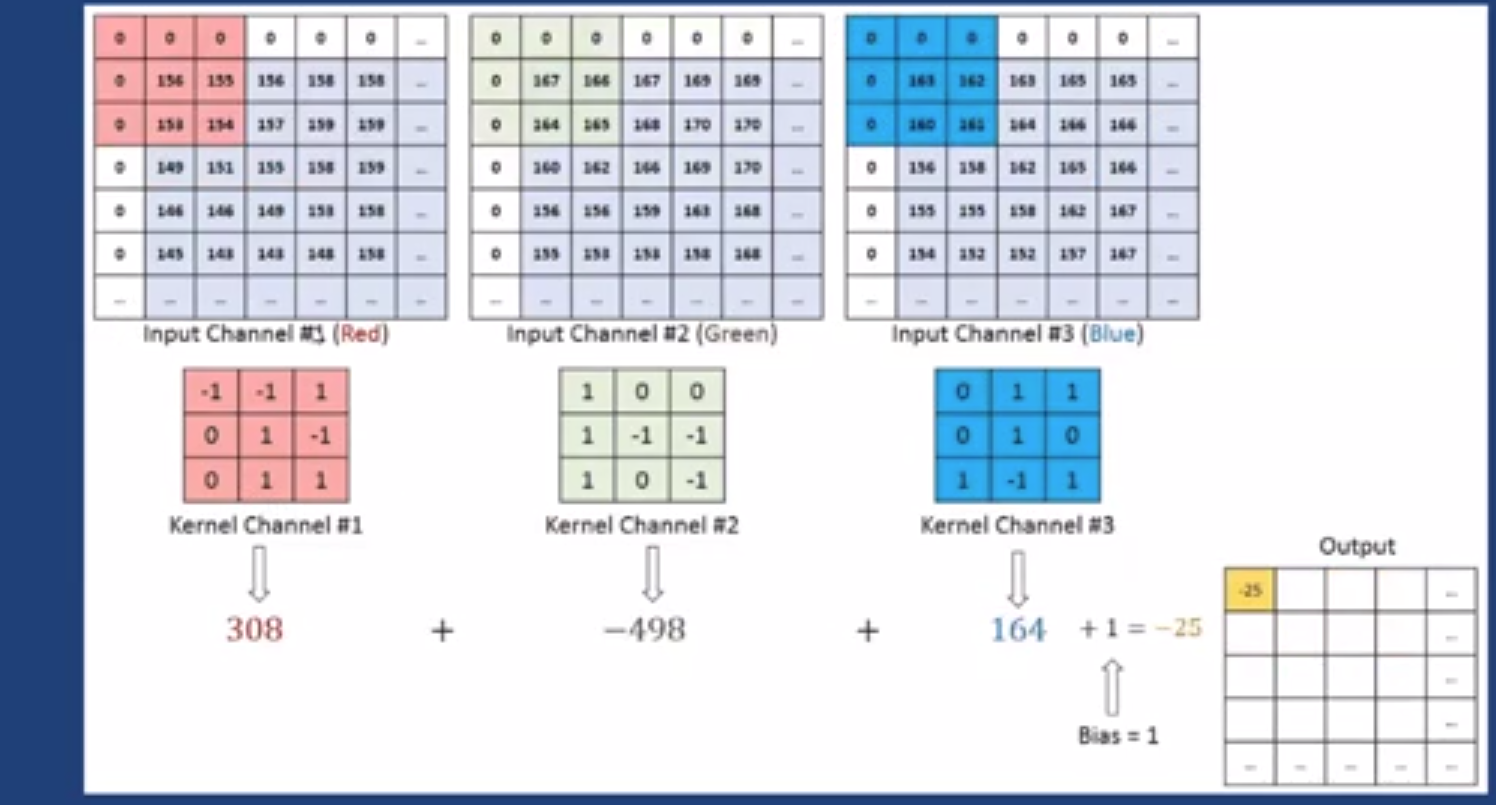 0 0 0 0 0 0 ... 0 0 0 0 0 0 ... 0 0 0 0 0 0 ...
0 156 155 156 158 158 ... 0 167 166 167 169 169 ... 0 163 162 163 165 165 ...
0 153 154 157 159 159 ... 0 164 165 168 170 170 ... 0 160 161 164 166 166 ...
0 149 151 155 158 159 ... 0 160 162 166 169 170 ... 0 156 158 162 165 166 ...
0 146 146 149 153 158 ... 0 156 156 159 163 168 ... 0 155 155 158 162 167 ...
0 145 143 143 148 158 ... 0 155 153 153 158 168 ... 0 154 152 152 157 167 ...
... ... ... ... ... ... ... ... ... ... ... ... ... ... ... ... ... ... ... ... ...
Input Channel #1 (Red) Input Channel #2 (Green) Input Channel #3 (Blue)
-1 -1 1 1 0 0 0 1 1
0 1 -1 1 -1 -1 0 1 0
0 1 1 1 0 -1 1 -1 1
Kernel Channel #1 Kernel Channel #2 Kernel Channel #3
308 + −498 + 164 + 1 = −25
Bias = 1
Output
-25 ...
...
...
...
... ... ... ... ...